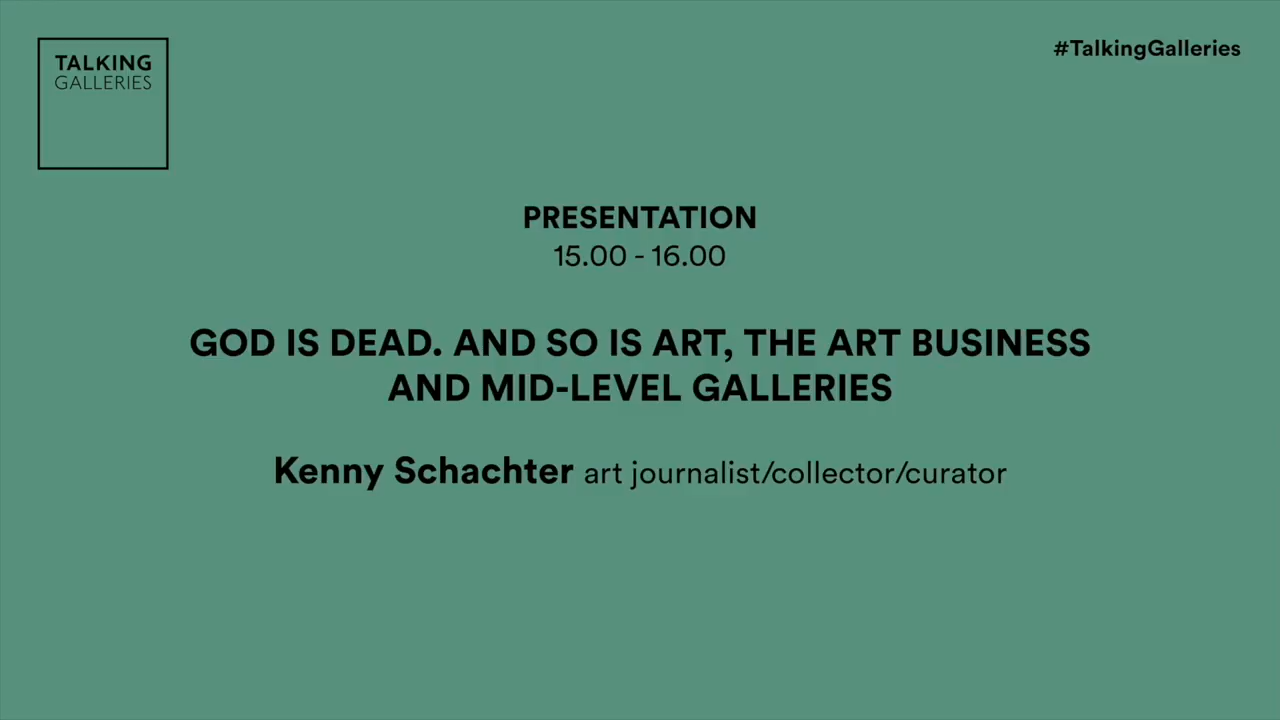 TALKING
GALLERIES
#TalkingGalleries
PRESENTATION
15.00 - 16.00
GOD IS DEAD. AND SO IS ART, THE ART BUSINESS
AND MID-LEVEL GALLERIES
Kenny Schachter art journalist/collector/curator